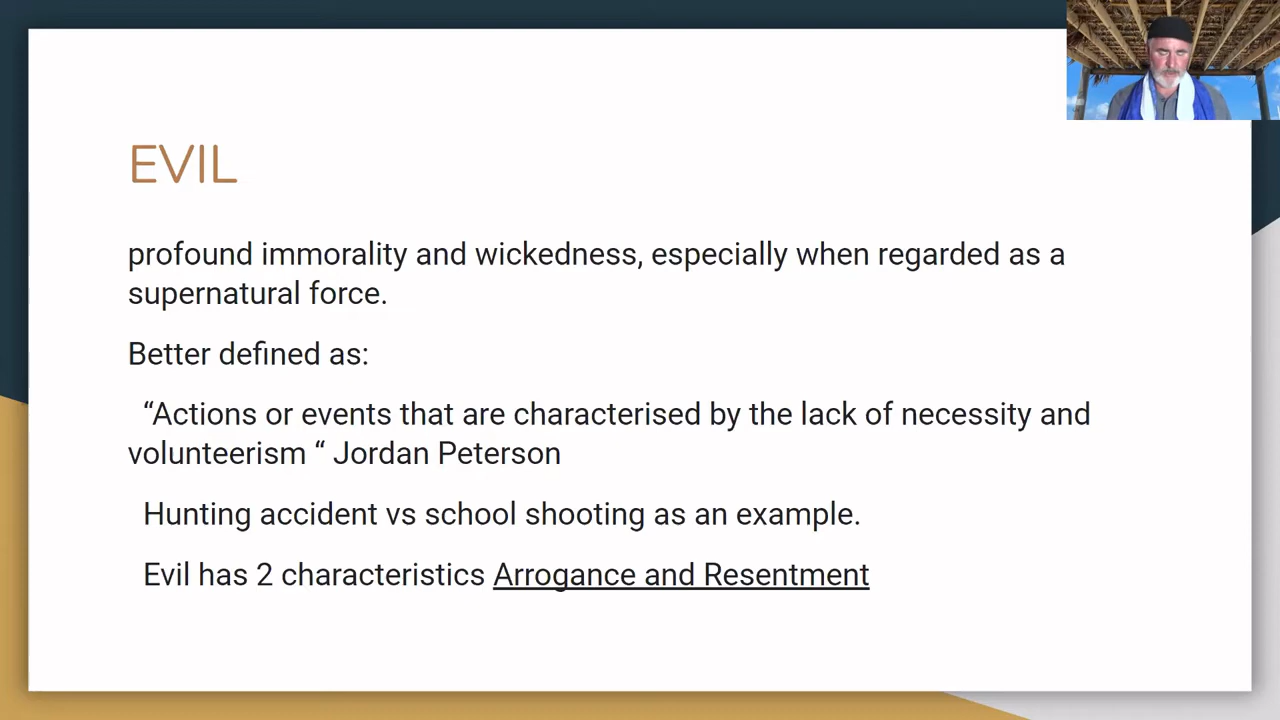 EVIL
profound immorality and wickedness, especially when regarded as a
supernatural force.
Better defined as:
“Actions or events that are characterised by the lack of necessity and
volunteerism “ Jordan Peterson
Hunting accident vs school shooting as an example.
Evil has 2 characteristics Arrogance and Resentment